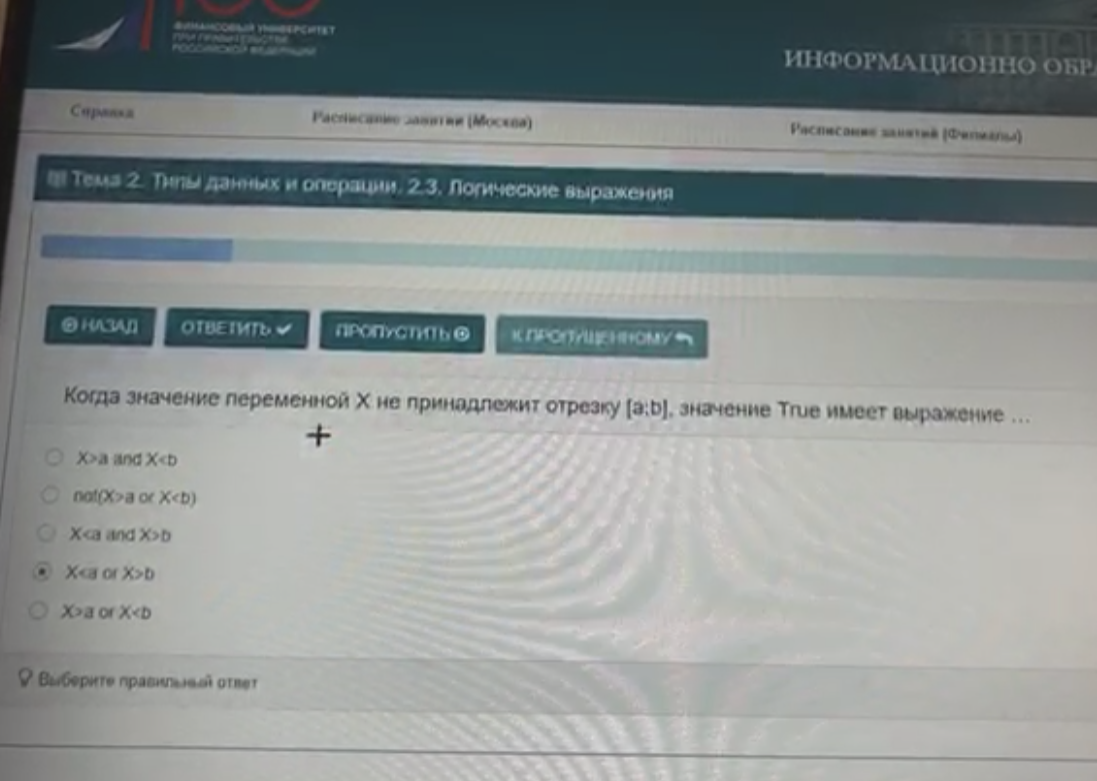 100
ФИНАНСОВЫЙ УНИВЕРСИТЕТ
ПРИ ПРАВИТЕЛЬСТВЕ
РОССИЙСКОЙ ФЕДЕРАЦИИ
ИНФОРМАЦИОННО ОБРА
Справка
Расписание занятий (Москва)
Расписание занятий (Филиалы)
Тема 2. Типы данных и операции. 2.3. Логические выражения
НАЗАД
ОТВЕТИТЬ
ПРОПУСТИТЬ
К ПРОПУЩЕННОМУ
Когда значение переменной X не принадлежит отрезку [a;b], значение True имеет выражение ...
X>a and X<b
not(X>a or X<b)
X<a and X>b
X<a or X>b
X>a or X<b
Выберите правильный ответ